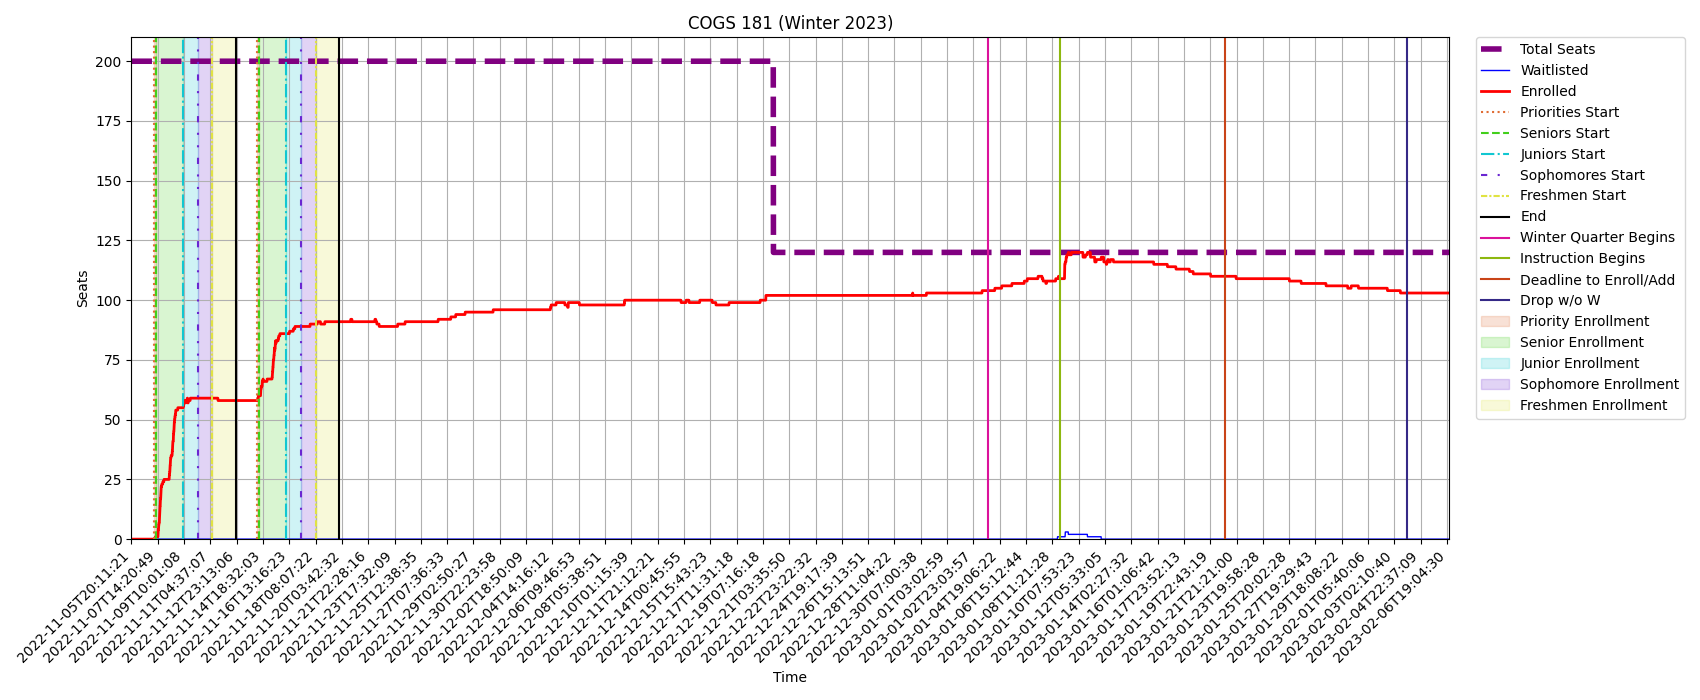 COGS 181 (Winter 2023)
Seats
200
175
150
125
100
75
50
25
0
2022-11-05T20:11:21
2022-11-07T14:20:49
2022-11-09T10:01:08
2022-11-11T04:37:07
2022-11-12T23:13:06
2022-11-14T18:32:03
2022-11-16T13:16:23
2022-11-18T08:07:22
2022-11-20T03:42:32
2022-11-21T22:28:16
2022-11-23T17:32:09
2022-11-25T12:38:35
2022-11-27T07:36:33
2022-11-29T02:50:27
2022-11-30T22:23:58
2022-12-02T18:50:09
2022-12-04T14:16:12
2022-12-06T09:46:53
2022-12-08T05:38:51
2022-12-10T01:15:39
2022-12-11T21:12:21
2022-12-14T00:45:55
2022-12-15T15:43:23
2022-12-17T11:31:18
2022-12-19T07:16:18
2022-12-21T03:35:50
2022-12-22T23:22:32
2022-12-24T19:17:39
2022-12-26T15:13:51
2022-12-28T11:04:22
2022-12-30T07:00:38
2023-01-01T03:02:59
2023-01-02T23:03:57
2023-01-04T19:06:22
2023-01-06T15:12:44
2023-01-08T11:21:28
2023-01-10T07:53:23
2023-01-12T05:33:05
2023-01-14T02:27:32
2023-01-16T01:06:42
2023-01-17T23:52:13
2023-01-19T22:43:19
2023-01-21T21:21:00
2023-01-23T19:58:28
2023-01-25T20:02:28
2023-01-27T19:29:43
2023-01-29T18:08:22
2023-02-01T05:40:06
2023-02-03T02:10:40
2023-02-04T22:37:09
2023-02-06T19:04:30
Time
Total Seats
Waitlisted
Enrolled
Priorities Start
Seniors Start
Juniors Start
Sophomores Start
Freshmen Start
End
Winter Quarter Begins
Instruction Begins
Deadline to Enroll/Add
Drop w/o W
Priority Enrollment
Senior Enrollment
Junior Enrollment
Sophomore Enrollment
Freshmen Enrollment